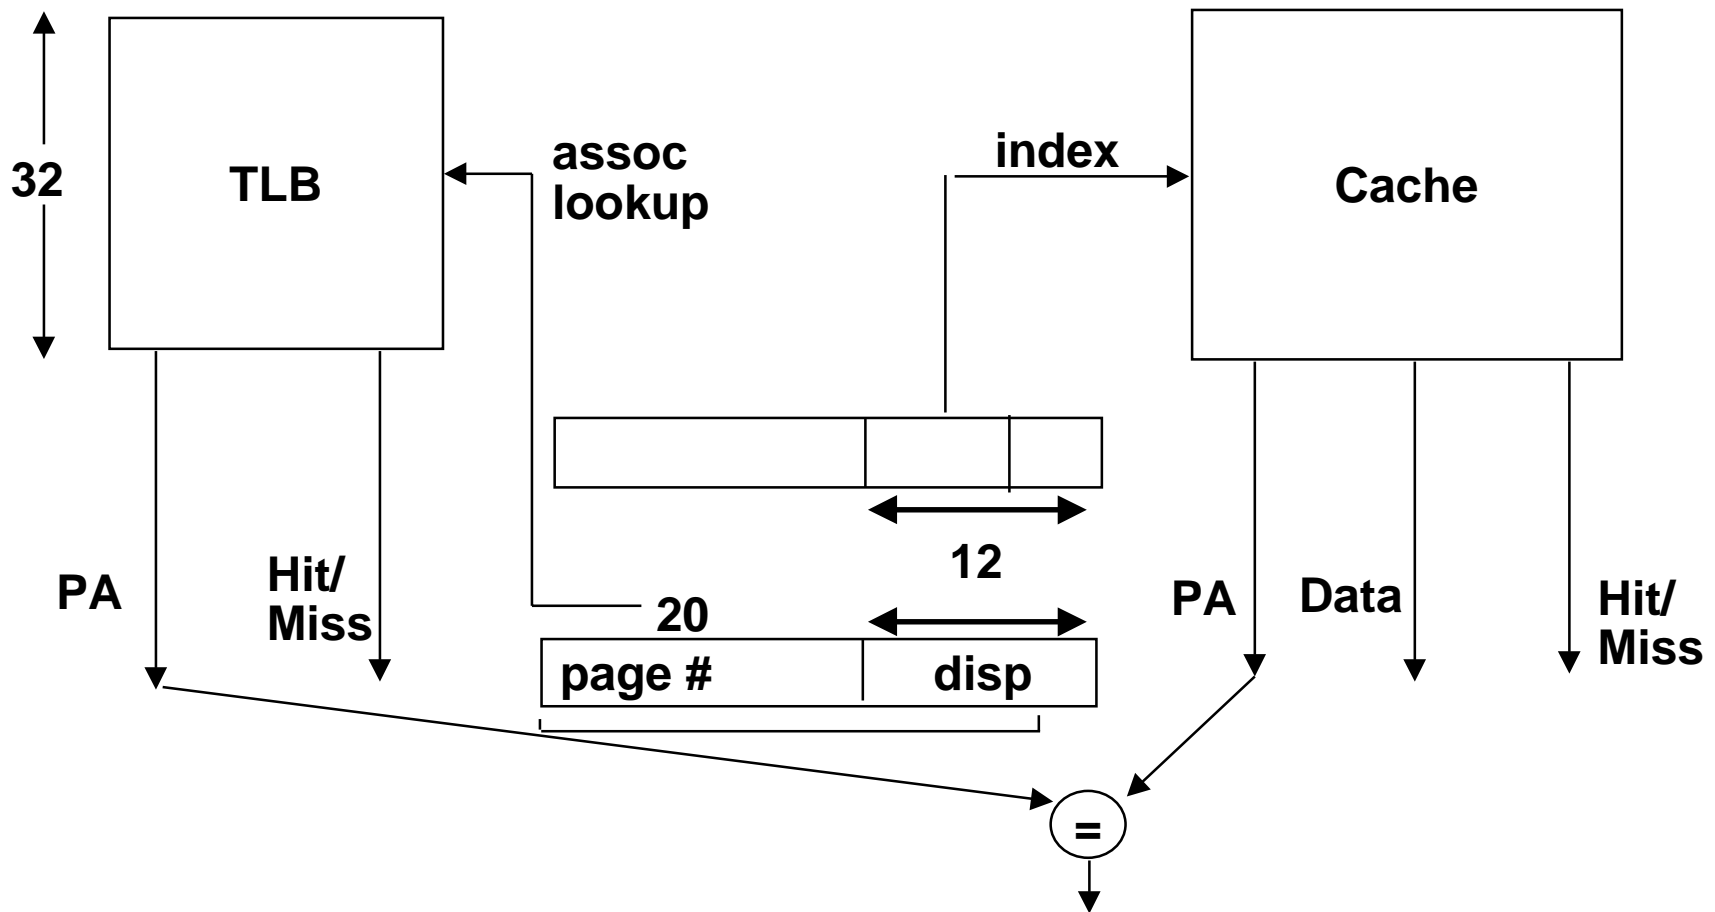 assoc
lookup
index
32
TLB
Cache
12
Hit/
Miss
PA
20
PA
Data
Hit/
Miss
page #
disp
=